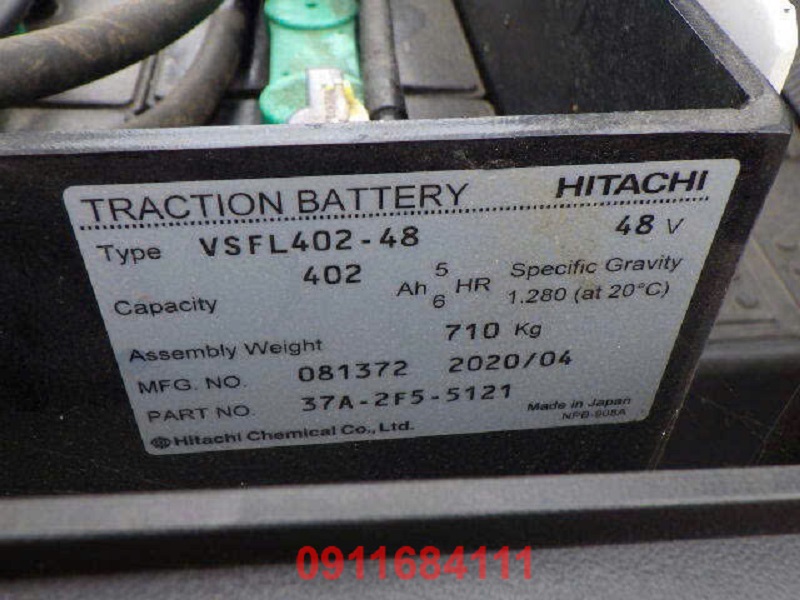 TRACTION BATTERY HITACHI
Type VSFL402-48 48 V
Capacity 402 Ah 5 6 HR Specific Gravity 1.280 (at 20°C)
Assembly Weight 710 Kg
MFG. NO. 081372 2020/04
PART NO. 37A-2F5-5121 Made in Japan
Hitachi Chemical Co., Ltd. NPB-908A
0911684111